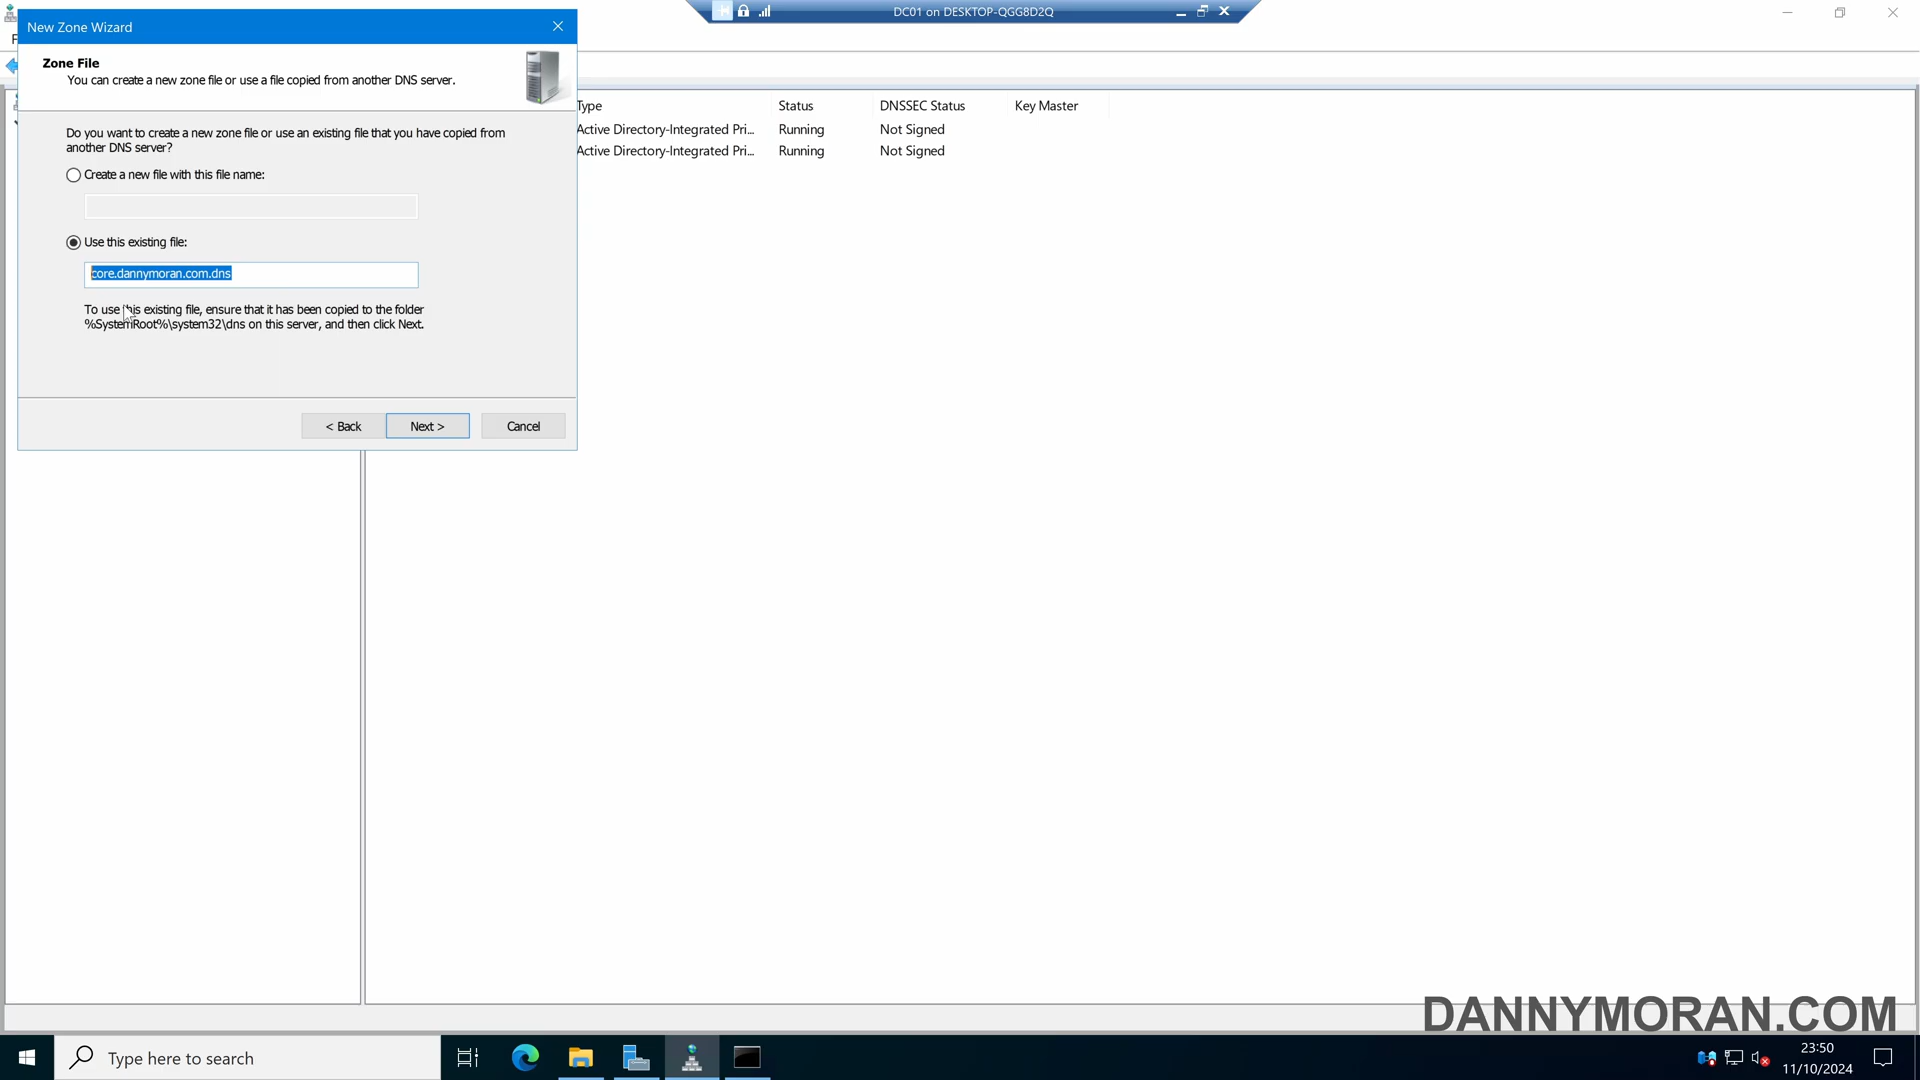 New Zone Wizard
DC01 on DESKTOP-QGG8D2Q
Zone File
You can create a new zone file or use a file copied from another DNS server.
Do you want to create a new zone file or use an existing file that you have copied from
another DNS server?
Create a new file with this file name:
Use this existing file:
core.dannymoran.com.dns
To use this existing file, ensure that it has been copied to the folder
%SystemRoot%\system32\dns on this server, and then click Next.
< Back
Next >
Cancel
Type Status DNSSEC Status Key Master
Active Directory-Integrated Pri... Running Not Signed
Active Directory-Integrated Pri... Running Not Signed
DANNYMORAN.COM
Type here to search
23:50
11/10/2024